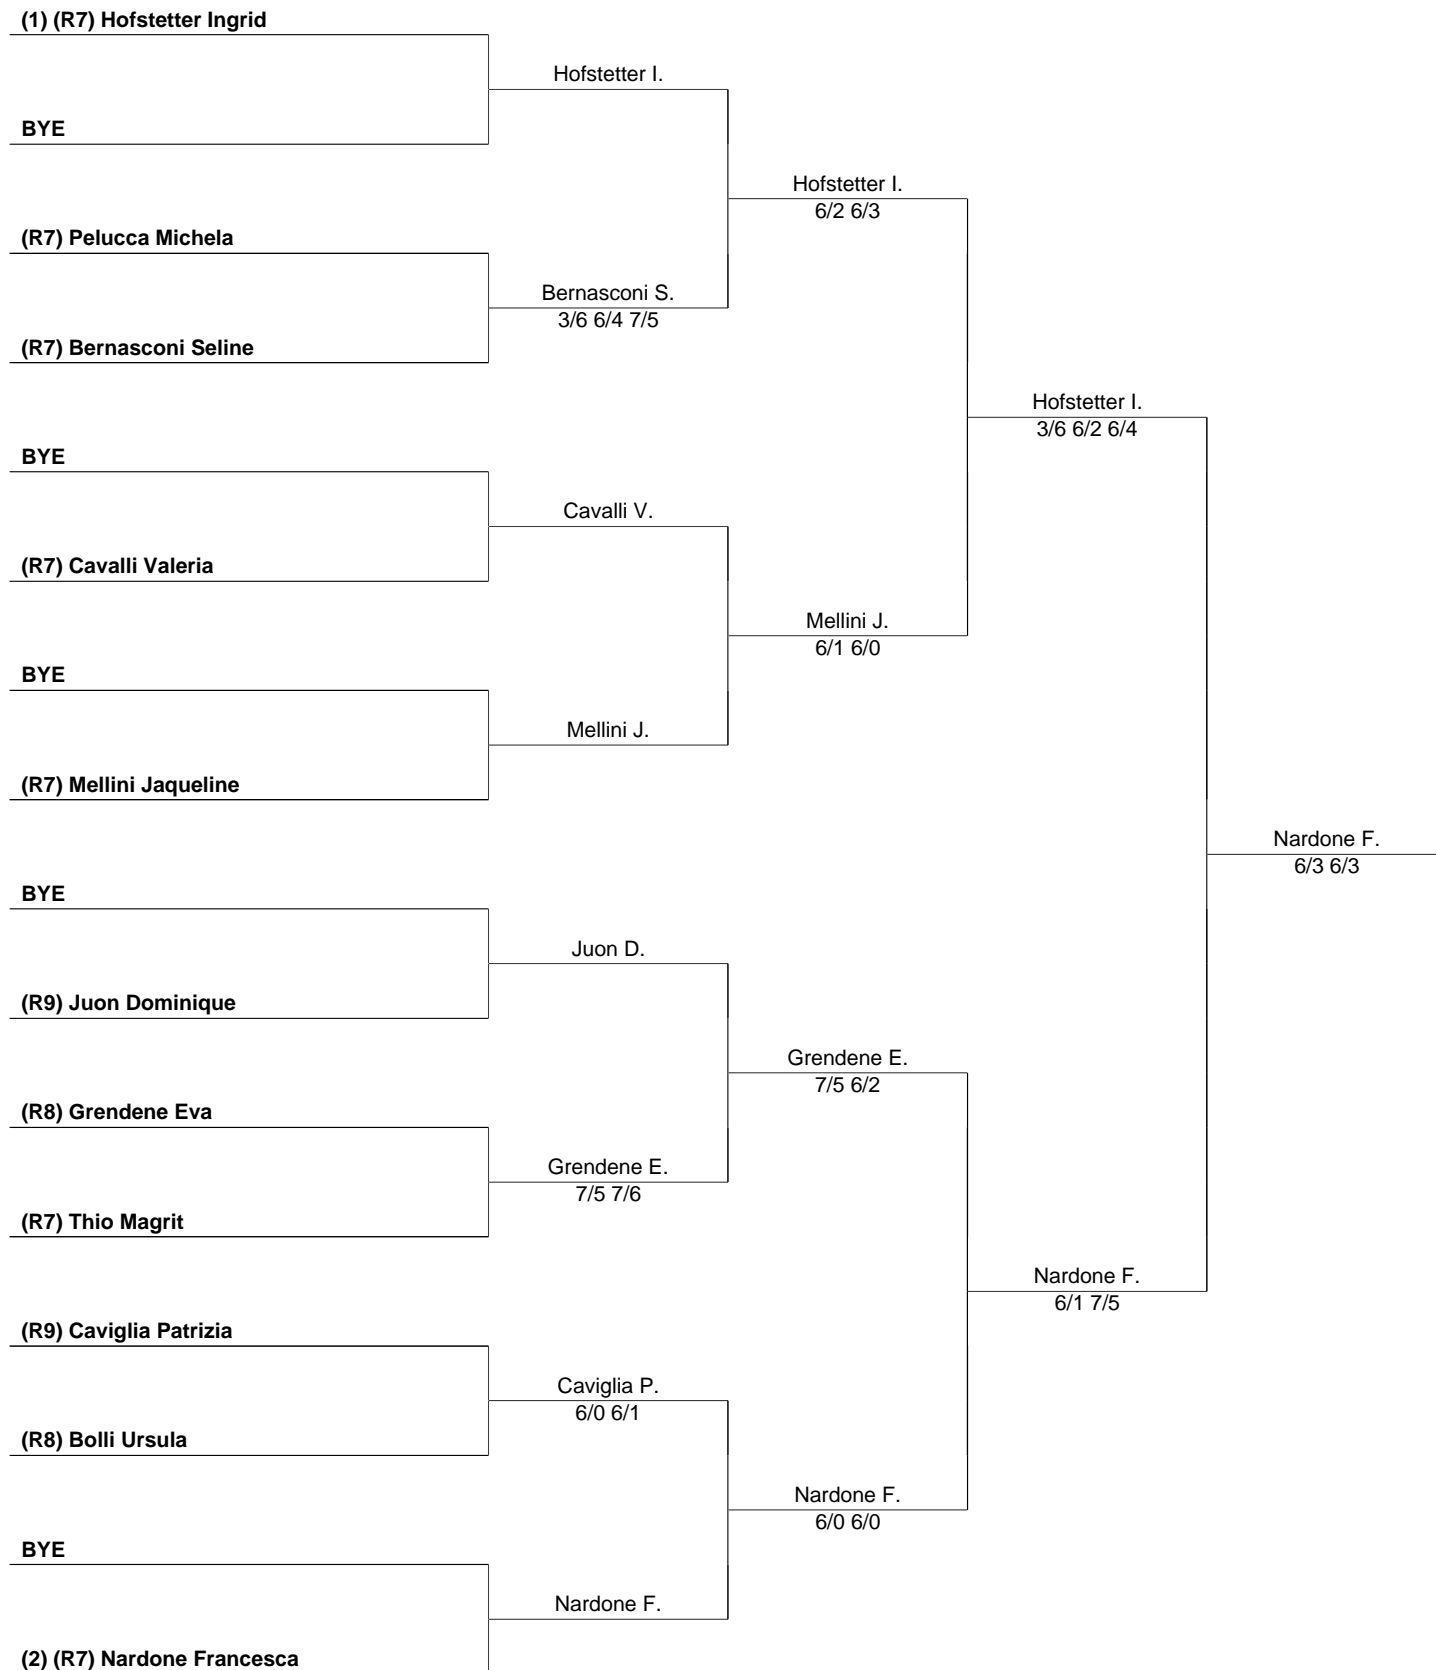 (1) (R7) Hofstetter Ingrid
Hofstetter I.
BYE
Hofstetter I.
6/2 6/3
(R7) Pelucca Michela
Bernasconi S.
3/6 6/4 7/5
(R7) Bernasconi Seline
Hofstetter I.
3/6 6/2 6/4
BYE
Cavalli V.
(R7) Cavalli Valeria
Mellini J.
6/1 6/0
BYE
Mellini J.
(R7) Mellini Jaqueline
Nardone F.
6/3 6/3
BYE
Juon D.
(R9) Juon Dominique
Grendene E.
7/5 6/2
(R8) Grendene Eva
Grendene E.
7/5 7/6
(R7) Thio Magrit
Nardone F.
6/1 7/5
(R9) Caviglia Patrizia
Caviglia P.
6/0 6/1
(R8) Bolli Ursula
Nardone F.
6/0 6/0
BYE
Nardone F.
(2) (R7) Nardone Francesca